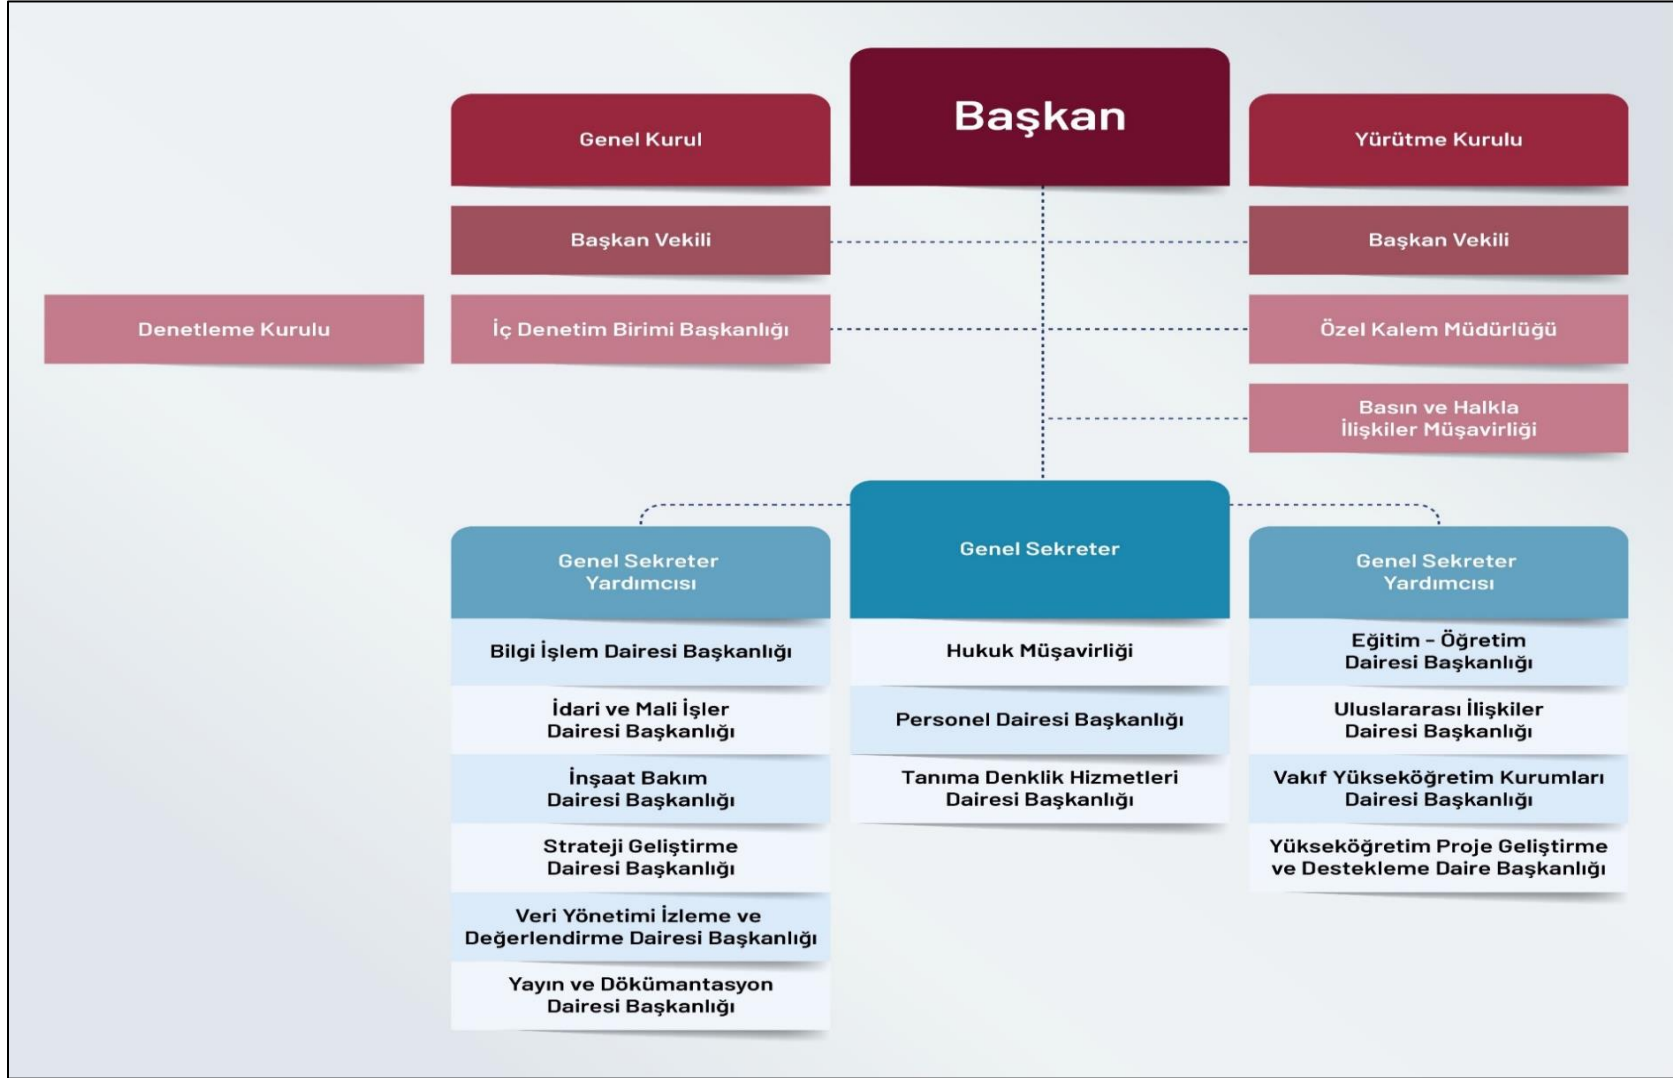 Başkan
Genel Kurul
Yürütme Kurulu
Başkan Vekili
Başkan Vekili
Denetleme Kurulu
İç Denetim Birimi Başkanlığı
Özel Kalem Müdürlüğü
Basın ve Halkla
İlişkiler Müşavirliği
Genel Sekreter
Yardımcısı
Bilgi İşlem Dairesi Başkanlığı
İdari ve Mali İşler
Dairesi Başkanlığı
İnşaat Bakım
Dairesi Başkanlığı
Strateji Geliştirme
Dairesi Başkanlığı
Veri Yönetimi İzleme ve
Değerlendirme Dairesi Başkanlığı
Yayın ve Dökümantasyon
Dairesi Başkanlığı
Genel Sekreter
Hukuk Müşavirliği
Personel Dairesi Başkanlığı
Tanıma Denklik Hizmetleri
Dairesi Başkanlığı
Genel Sekreter
Yardımcısı
Eğitim - Öğretim
Dairesi Başkanlığı
Uluslararası İlişkiler
Dairesi Başkanlığı
Vakıf Yükseköğretim Kurumları
Dairesi Başkanlığı
Yükseköğretim Proje Geliştirme
ve Destekleme Daire Başkanlığı